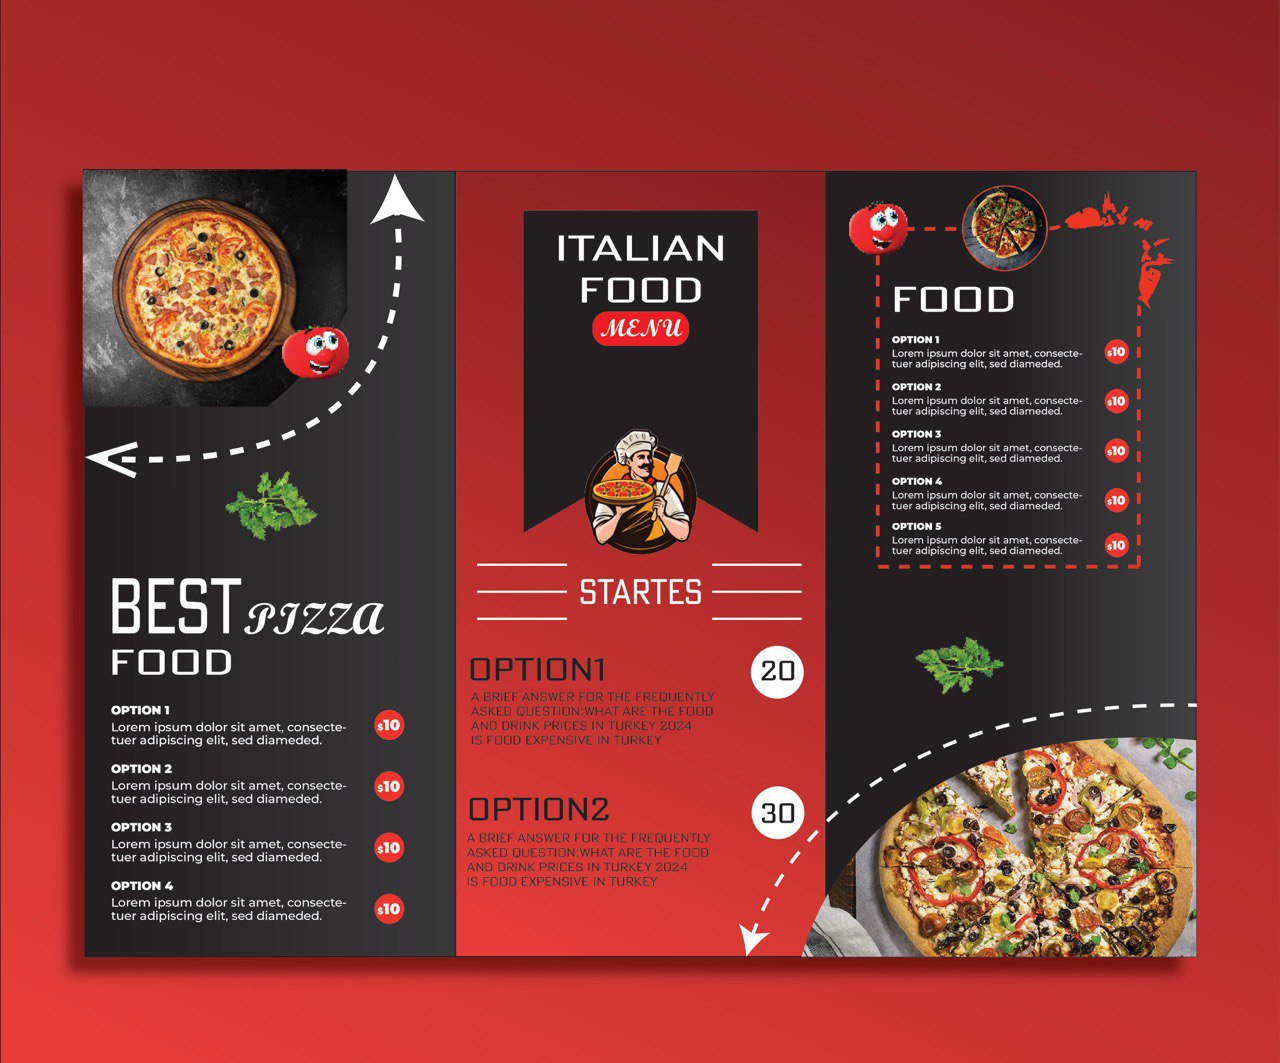 BEST PIZZA
FOOD
OPTION 1
Lorem ipsum dolor sit amet, consecte-
tuer adipiscing elit, sed diameded.
$10
OPTION 2
Lorem ipsum dolor sit amet, consecte-
tuer adipiscing elit, sed diameded.
$10
OPTION 3
Lorem ipsum dolor sit amet, consecte-
tuer adipiscing elit, sed diameded.
$10
OPTION 4
Lorem ipsum dolor sit amet, consecte-
tuer adipiscing elit, sed diameded.
$10
ITALIAN
FOOD
MENU
STARTES
OPTION1
20
A BRIEF ANSWER FOR THE FREQUENTLY
ASKED QUESTION:WHAT ARE THE FOOD
AND DRINK PRICES IN TURKEY 2024
IS FOOD EXPENSIVE IN TURKEY
OPTION2
30
A BRIEF ANSWER FOR THE FREQUENTLY
ASKED QUESTION:WHAT ARE THE FOOD
AND DRINK PRICES IN TURKEY 2024
IS FOOD EXPENSIVE IN TURKEY
FOOD
OPTION 1
Lorem ipsum dolor sit amet, consecte-
tuer adipiscing elit, sed diameded.
$10
OPTION 2
Lorem ipsum dolor sit amet, consecte-
tuer adipiscing elit, sed diameded.
$10
OPTION 3
Lorem ipsum dolor sit amet, consecte-
tuer adipiscing elit, sed diameded.
$10
OPTION 4
Lorem ipsum dolor sit amet, consecte-
tuer adipiscing elit, sed diameded.
$10
OPTION 5
Lorem ipsum dolor sit amet, consecte-
tuer adipiscing elit, sed diameded.
$10